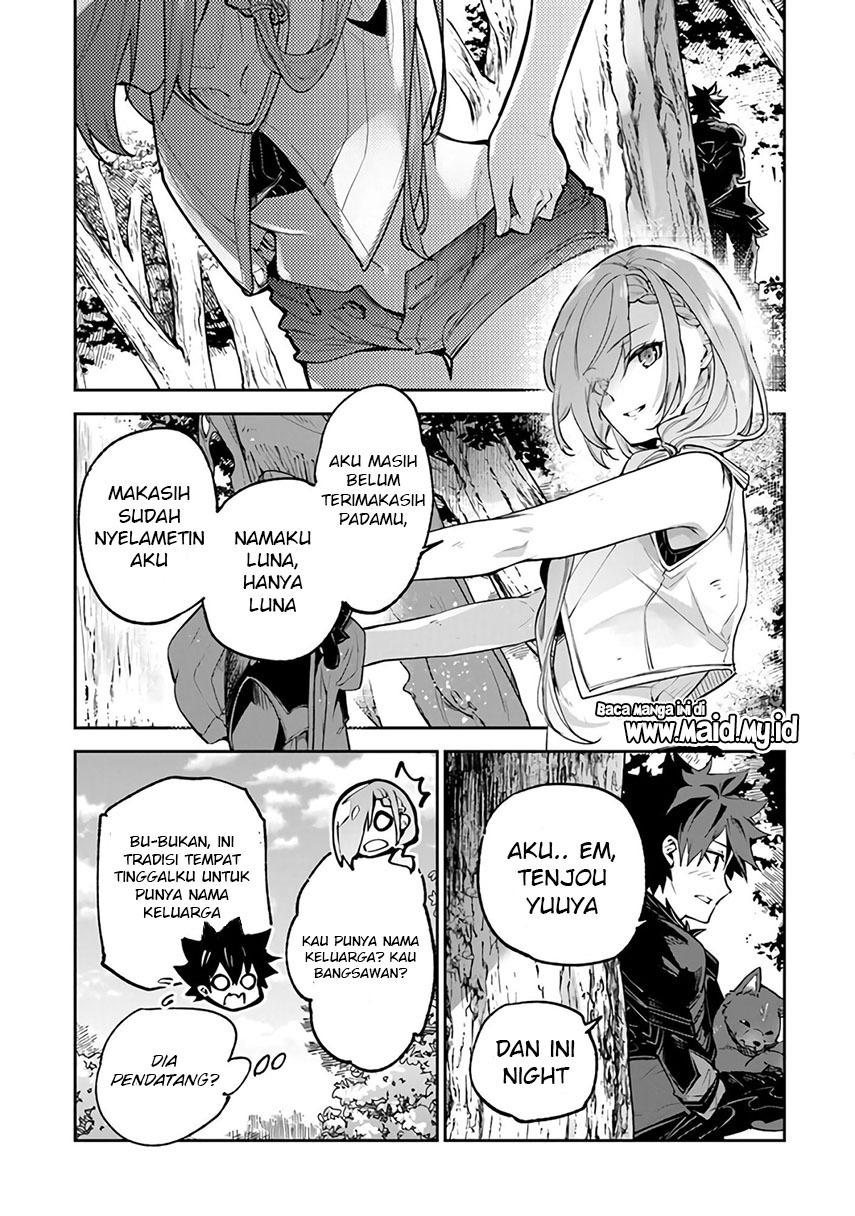 AKU MASIH
BELUM
TERIMAKASIH
PADAMU,
NAMAKU
LUNA,
HANYA
LUNA
MAKASIH
SUDAH
NYELAMETIN
AKU
Baca Manga ini di
www.Maid.My.id
AKU.. EM,
TENJOU
YUUYA
DAN INI
NIGHT
KAU PUNYA NAMA
KELUARGA? KAU
BANGSAWAN?
BU-BUKAN, INI
TRADISI TEMPAT
TINGGALKU UNTUK
PUNYA NAMA
KELUARGA
DIA
PENDATANG?